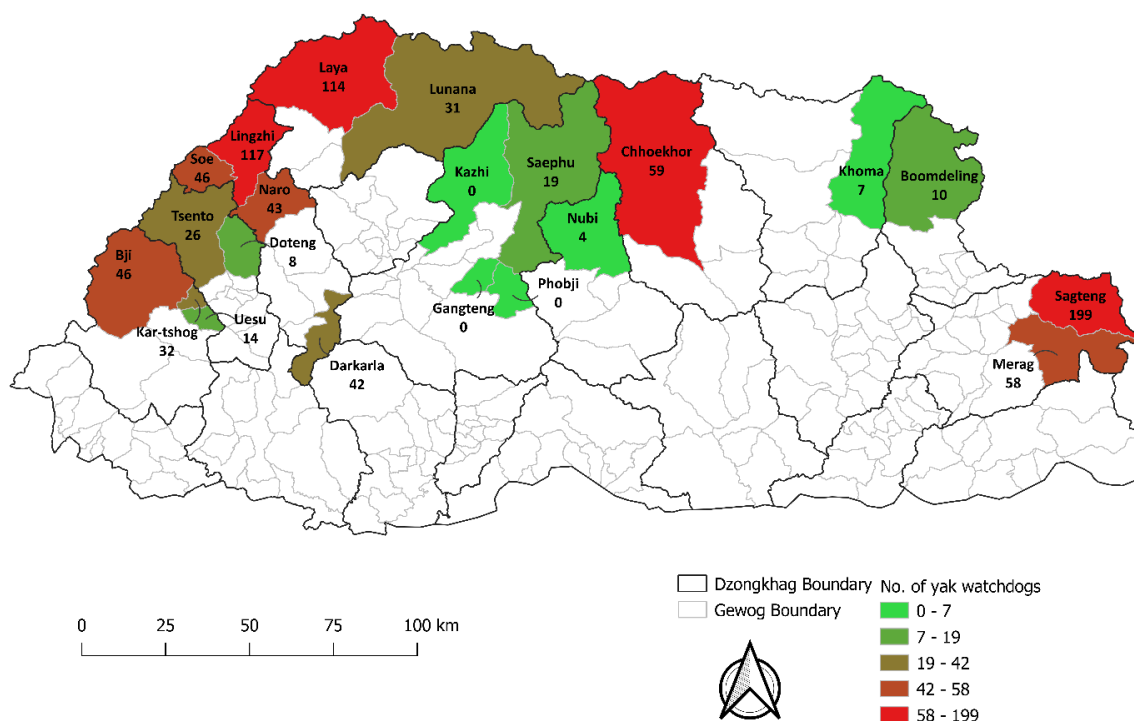 Laya
114
Lunana
31
Lingzhi
117
Soe
46
Naro
43
Tsento
26
Bji
46
Doteng
8
Kar-tshog
32
Uesu
14
Darkarla
42
Kazhi
0
Saephu
19
Nubi
4
Chhoekhor
59
Gangteng
0
Phobji
0
Khoma
7
Boomdeling
10
Sagteng
199
Merag
58
0 50 100 km
Dzongkhag Boundary
Gewog Boundary
No. of yak watchdogs
0 - 7
7 - 19
19 - 42
42 - 58
58 - 199